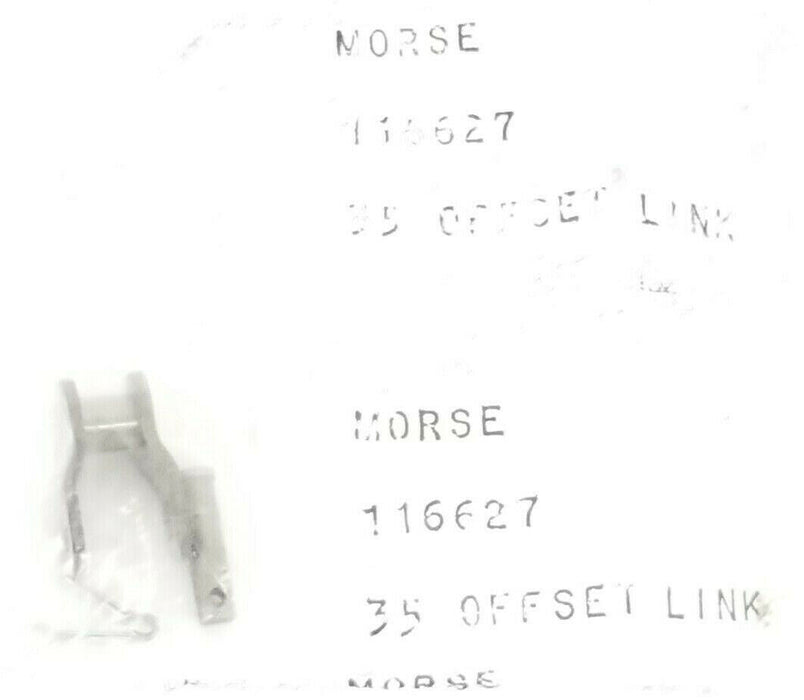 MORSE
116627
35 OFFSET LINK
MORSE
116627
35 OFFSET LINK
MORSE